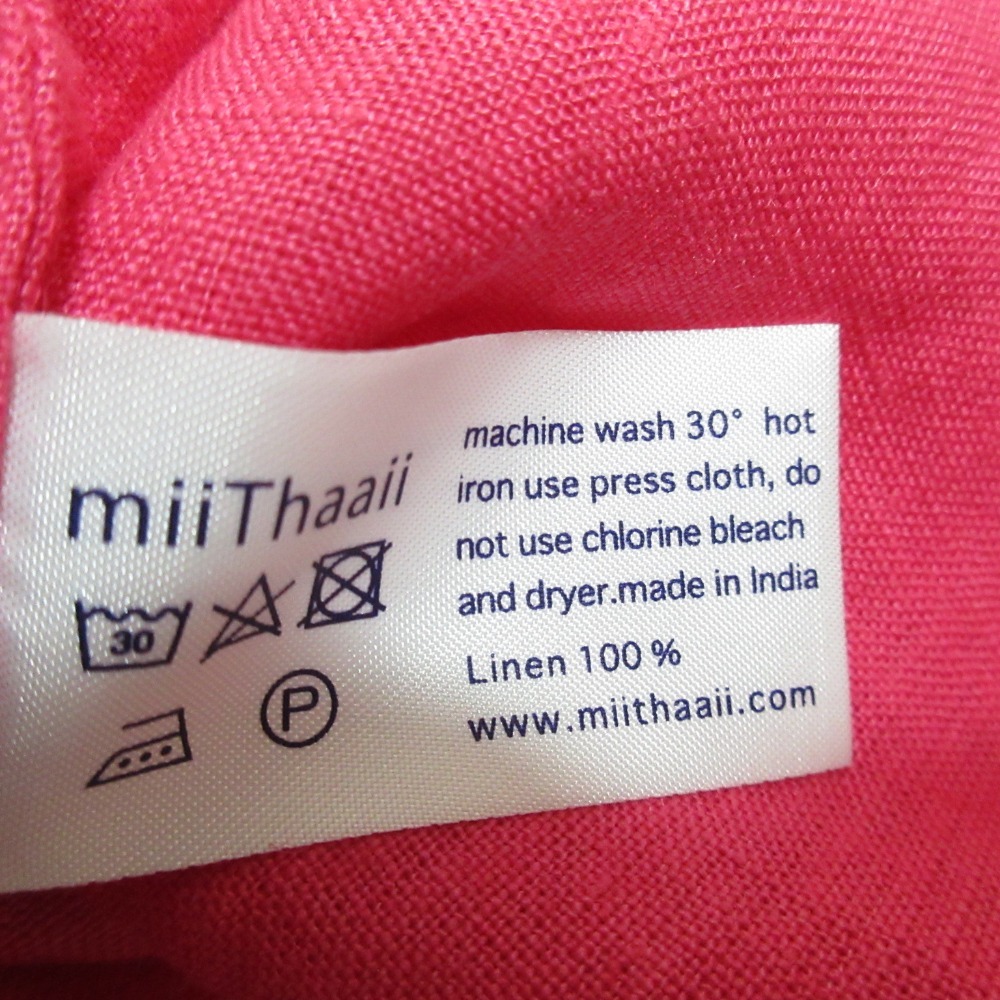 miiThaaii
30
P
machine wash 30° hot
iron use press cloth, do
not use chlorine bleach
and dryer.made in India
Linen 100 %
www.miithaaii.com